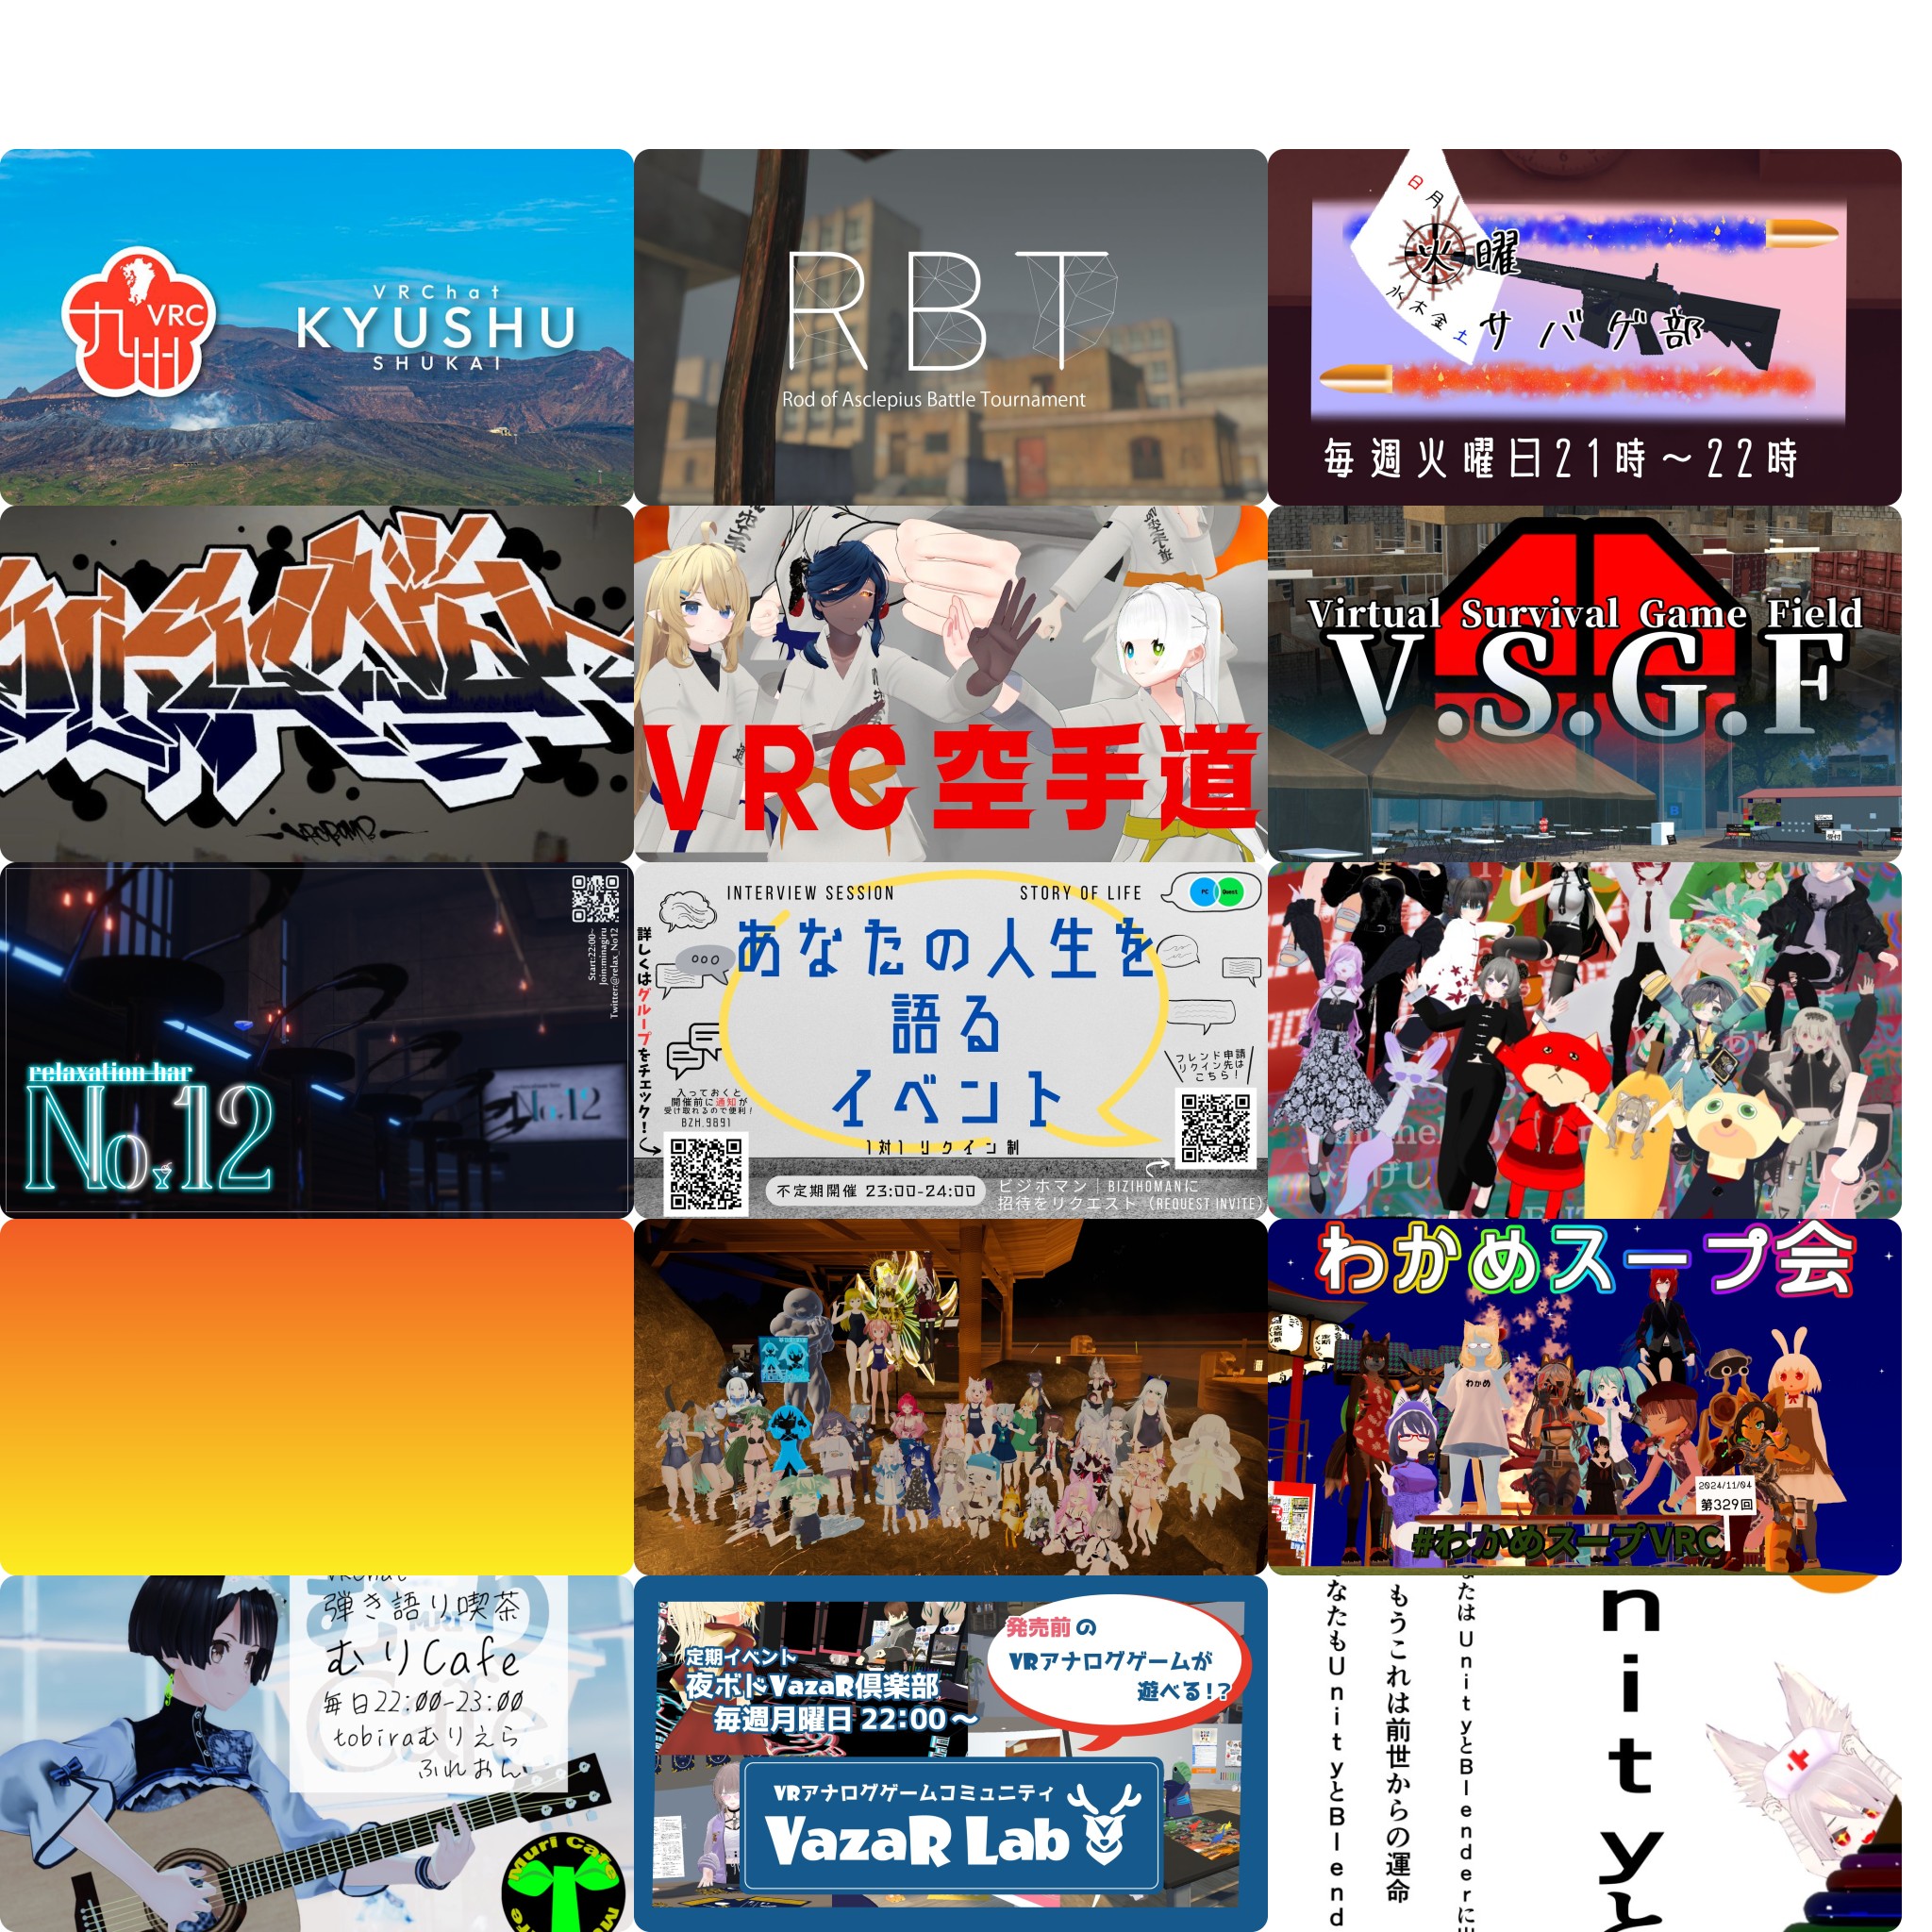 九州
VRC
VRChat
KYUSHU
SHUKAI
RBT
Rod of Asclepius Battle Tournament
日
月
火曜
水木金土
サバゲ部
毎週火曜日21時～22時
VRC空手道
Virtual Survival Game Field
V.S.G.F
relaxation bar
No.12
No.12
Start:22:00~
Join:minagiru
Twitter:@relax_No12
INTERVIEW SESSION
STORY OF LIFE
PC
Quest
あなたの人生を
語る
イベント
1対1 リクイン制
詳しくはグループをチェック!
入っておくと
開催前に通知が
受け取れるので便利!
BZH.9891
フレンド申請
リクイン先は
こちら!
不定期開催 23:00-24:00
ビジホマン｜BIZIHOMANに
招待をリクエスト (REQUEST INVITE)
わかめスープ会
わかめ
2024/11/04
第329回
#わかめスープVRC
VRChat
弾き語り喫茶
むりCafe
毎日22:00-23:00
tobiraむりえら
ふれおん
Muri Cafe
定期イベント
夜ボドVazaR倶楽部
毎週月曜日 22:00～
発売前の
VRアナログゲームが
遊べる!?
VRアナログゲームコミュニティ
VazaR Lab
nityと
たはUnityとBlenderに
もうこれは前世からの運命
なたもUnityとBlend